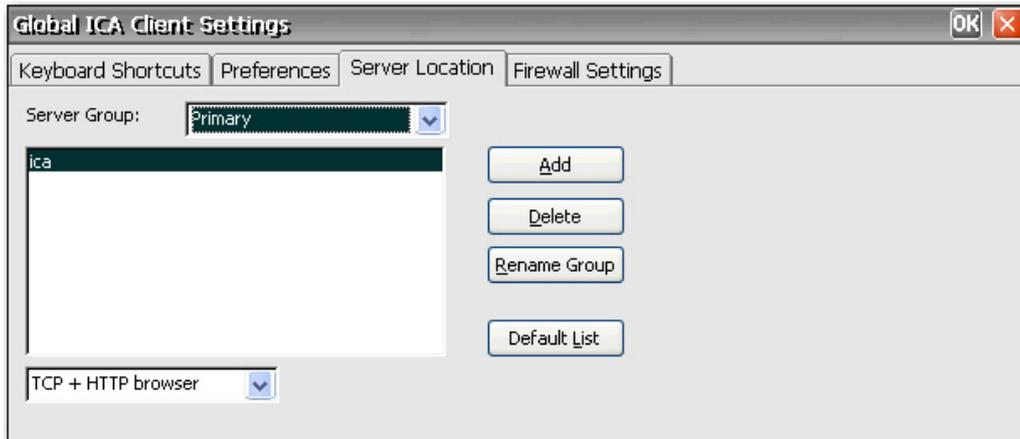 Global ICA Client Settings OK
Keyboard Shortcuts Preferences Server Location Firewall Settings
Server Group: Primary
ica
Add
Delete
Rename Group
Default List
TCP + HTTP browser